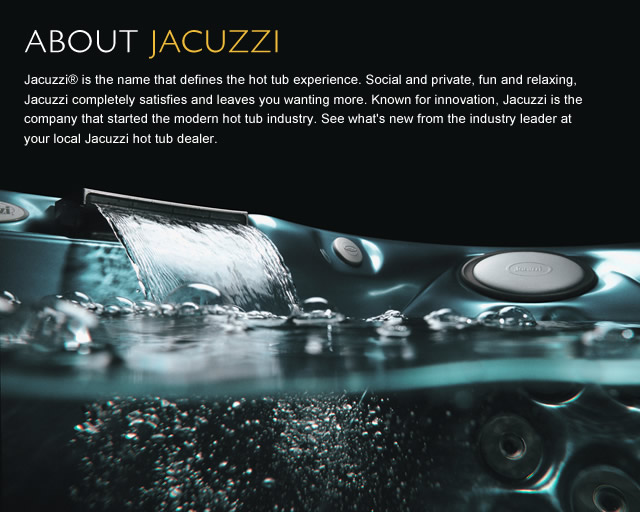 ABOUT JACUZZI
Jacuzzi® is the name that defines the hot tub experience. Social and private, fun and relaxing,
Jacuzzi completely satisfies and leaves you wanting more. Known for innovation, Jacuzzi is the
company that started the modern hot tub industry. See what's new from the industry leader at
your local Jacuzzi hot tub dealer.